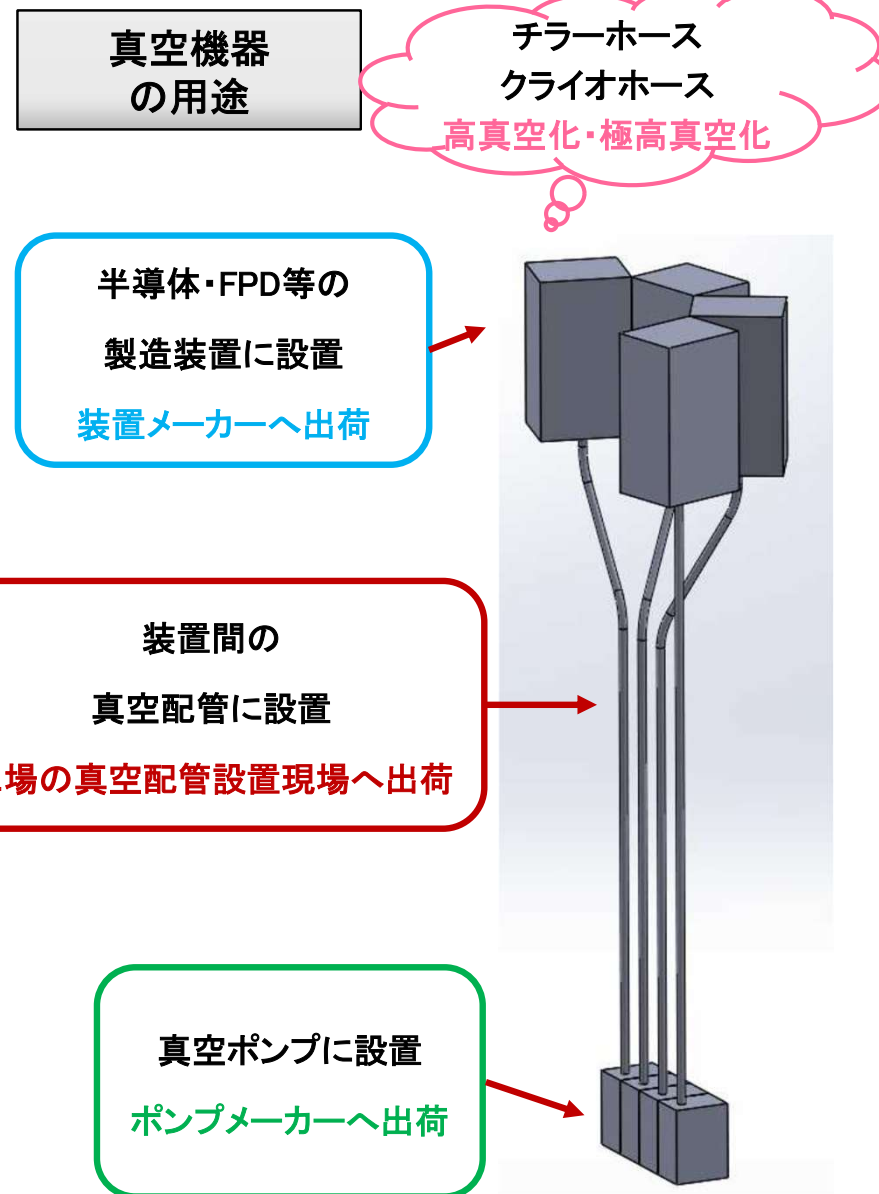 真空機器
の用途
チラーホース
クライオホース
高真空化・極高真空化
半導体・FPD等の
製造装置に設置
装置メーカーへ出荷
装置間の
真空配管に設置
場の真空配管設置現場へ出荷
真空ポンプに設置
ポンプメーカーへ出荷